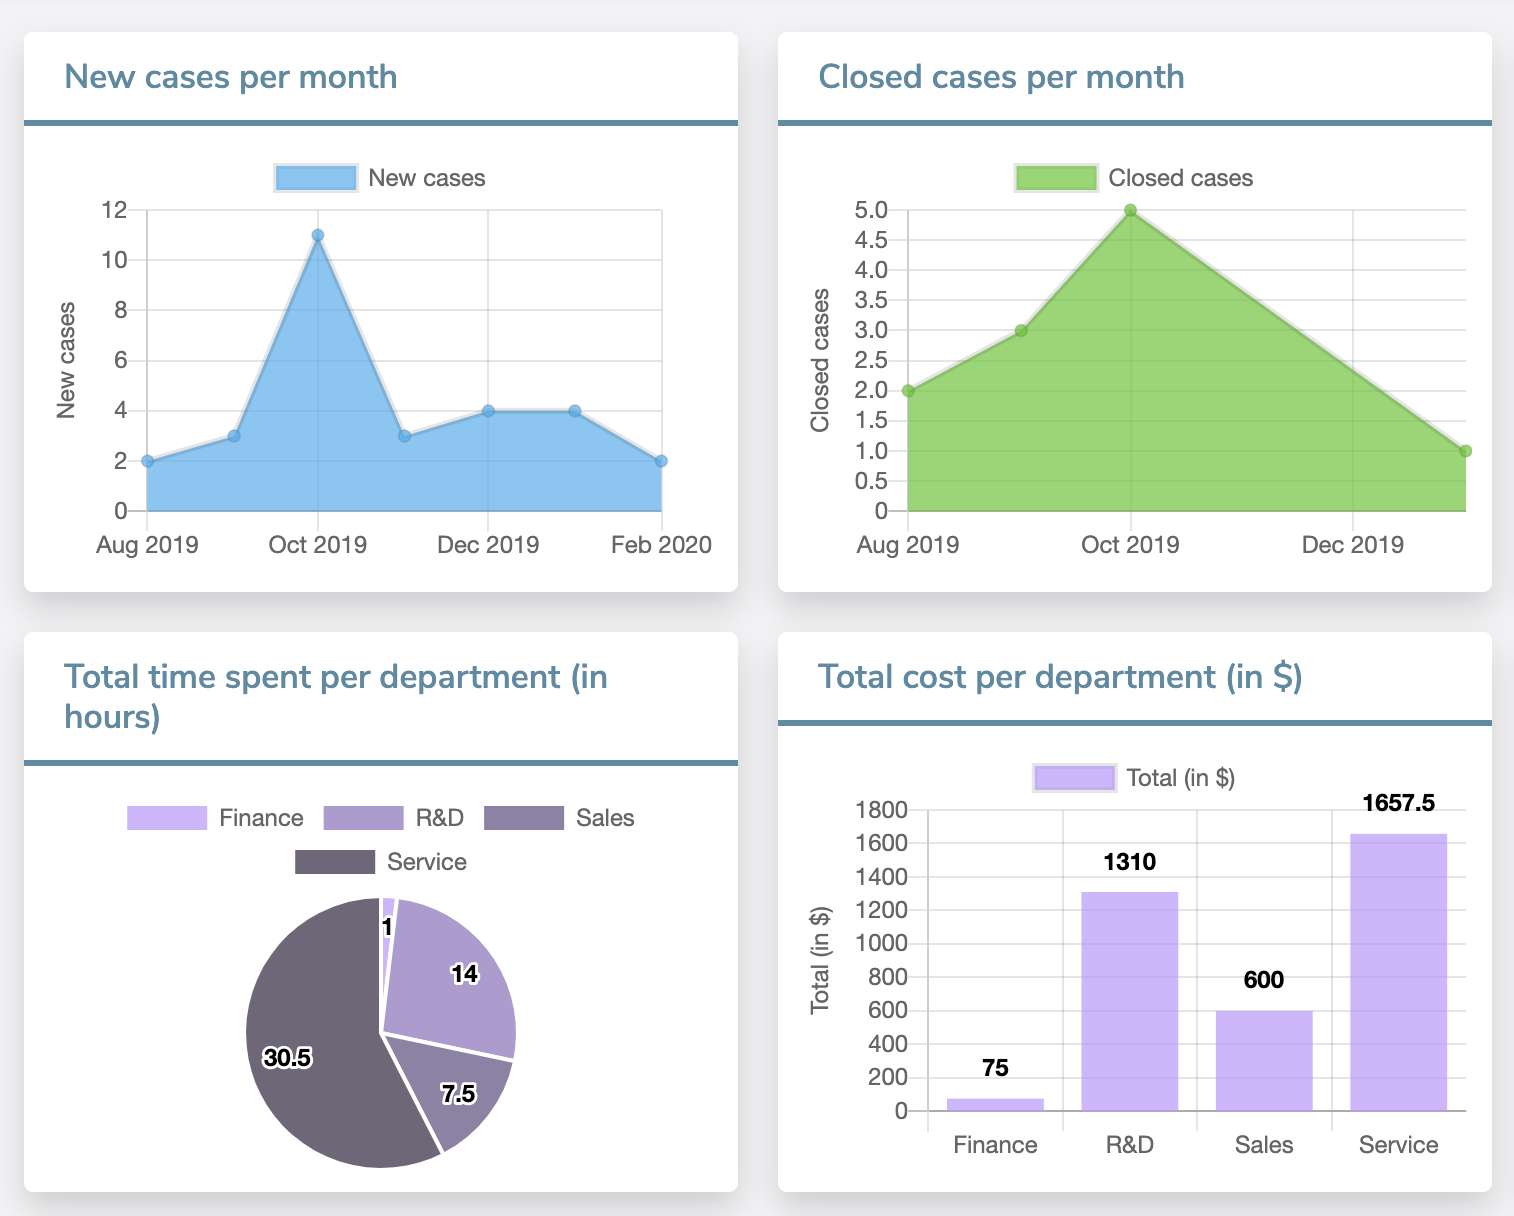 New cases per month
New cases
12
10
8
6
4
2
0
New cases
Aug 2019 Oct 2019 Dec 2019 Feb 2020
Closed cases per month
Closed cases
5.0
4.5
4.0
3.5
3.0
2.5
2.0
1.5
1.0
0.5
0
Closed cases
Aug 2019 Oct 2019 Dec 2019
Total time spent per department (in
hours)
Finance R&D Sales
Service
1
14
30.5
7.5
Total cost per department (in $)
Total (in $)
1800
1600
1400
1200
1000
800
600
400
200
0
Total (in $)
75
1310
600
1657.5
Finance R&D Sales Service